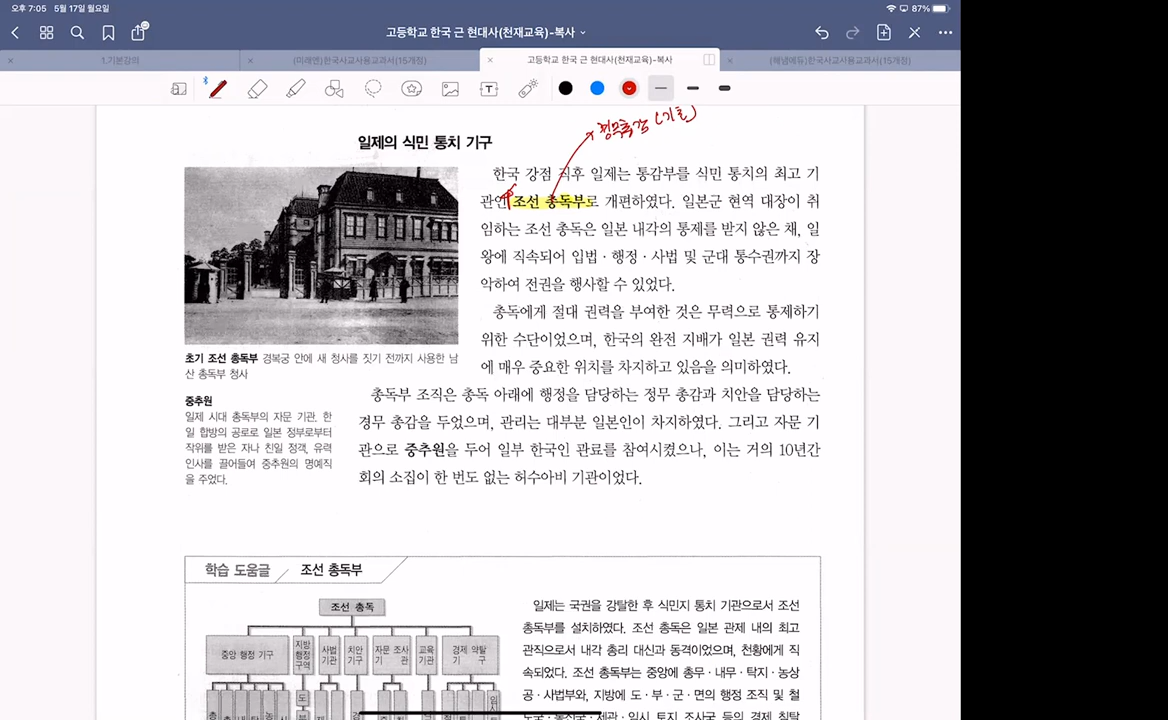 오후 7:05 5월 17일 월요일
87%
고등학교 한국 근 현대사(천재교육)-복사
1.기본강의
(미래엔)한국사교사용교과서(15개정)
고등학교 한국 근 현대사(천재교육)-복사
(해냄에듀)한국사교사용교과서(15개정)
일제의 식민 통치 기구
한국 강점 직후 일제는 통감부를 식민 통치의 최고 기
관인 조선 총독부로 개편하였다. 일본군 현역 대장이 취
임하는 조선 총독은 일본 내각의 통제를 받지 않은 채, 일
왕에 직속되어 입법·행정·사법 및 군대 통수권까지 장
악하여 전권을 행사할 수 있었다.
총독에게 절대 권력을 부여한 것은 무력으로 통제하기
위한 수단이었으며, 한국의 완전 지배가 일본 권력 유지
에 매우 중요한 위치를 차지하고 있음을 의미하였다.
초기 조선 총독부 경복궁 안에 새 청사를 짓기 전까지 사용한 남
산 총독부 청사
총독부 조직은 총독 아래에 행정을 담당하는 정무 총감과 치안을 담당하는
경무 총감을 두었으며, 관리는 대부분 일본인이 차지하였다. 그리고 자문 기
관으로 중추원을 두어 일부 한국인 관료를 참여시켰으나, 이는 거의 10년간
회의 소집이 한 번도 없는 허수아비 기관이었다.
중추원
일제 시대 총독부의 자문 기관. 한
일 합방의 공로로 일본 정부로부터
작위를 받은 자나 친일 정객, 유력
인사를 끌어들여 중추원의 명예직
을 주었다.
학습 도움글 조선 총독부
조선 총독
중앙 행정 기구
지방 행정 구역
사법 기관
치안 기구
자문 조사 기 관
교육 기관
경제 약탈 기 구
일제는 국권을 강탈한 후 식민지 통치 기관으로서 조선
총독부를 설치하였다. 조선 총독은 일본 관제 내의 최고
관직으로서 내각 총리 대신과 동격이었으며, 천황에게 직
속되었다. 조선 총독부는 중앙에 총무·내무·탁지·농상
공·사법부와, 지방에 도·부·군·면의 행정 조직 및 철